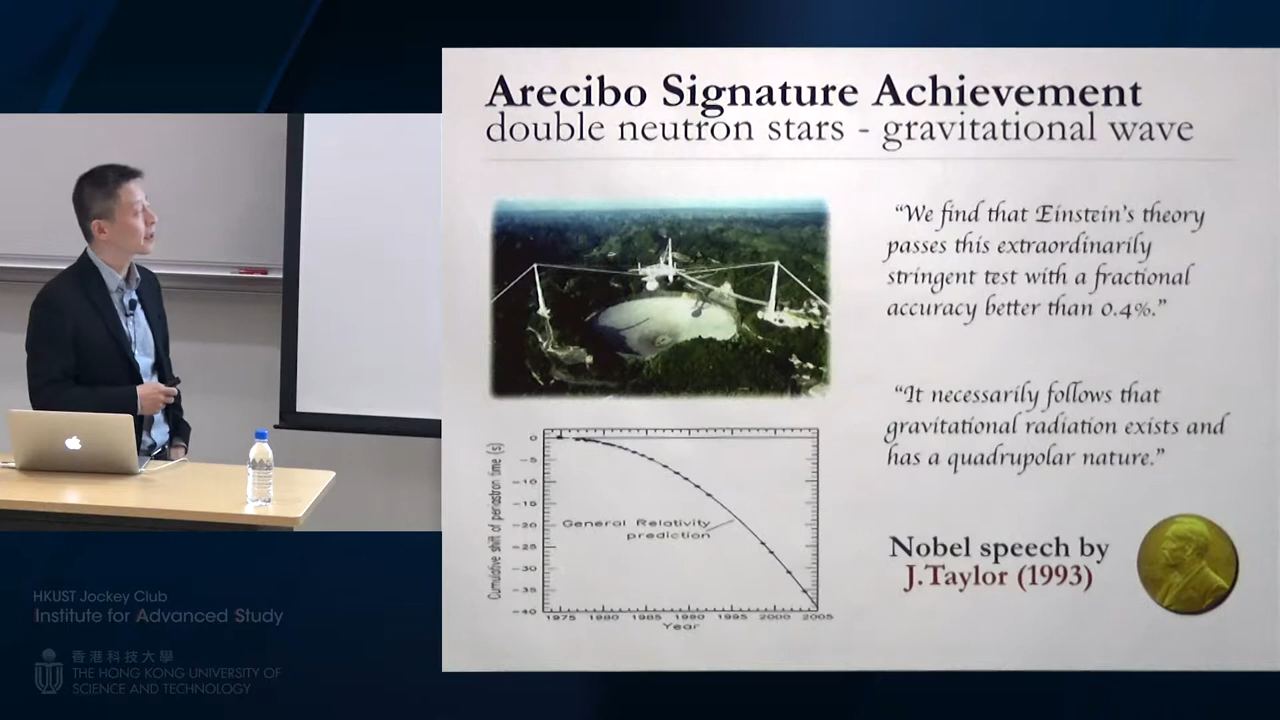 Arecibo Signature Achievement
double neutron stars - gravitational wave
“We find that Einstein's theory
passes this extraordinarily
stringent test with a fractional
accuracy better than 0.4%.”
“It necessarily follows that
gravitational radiation exists and
has a quadrupolar nature.”
Nobel speech by
J.Taylor (1993)
Cumulative shift of periastron time (s)
0
-5
-10
-15
-20
-25
-30
-35
-40
General Relativity
prediction
1975 1980 1985 1990 1995 2000 2005
Year
HKUST Jockey Club
Institute for Advanced Study
香港科技大學
THE HONG KONG UNIVERSITY OF
SCIENCE AND TECHNOLOGY